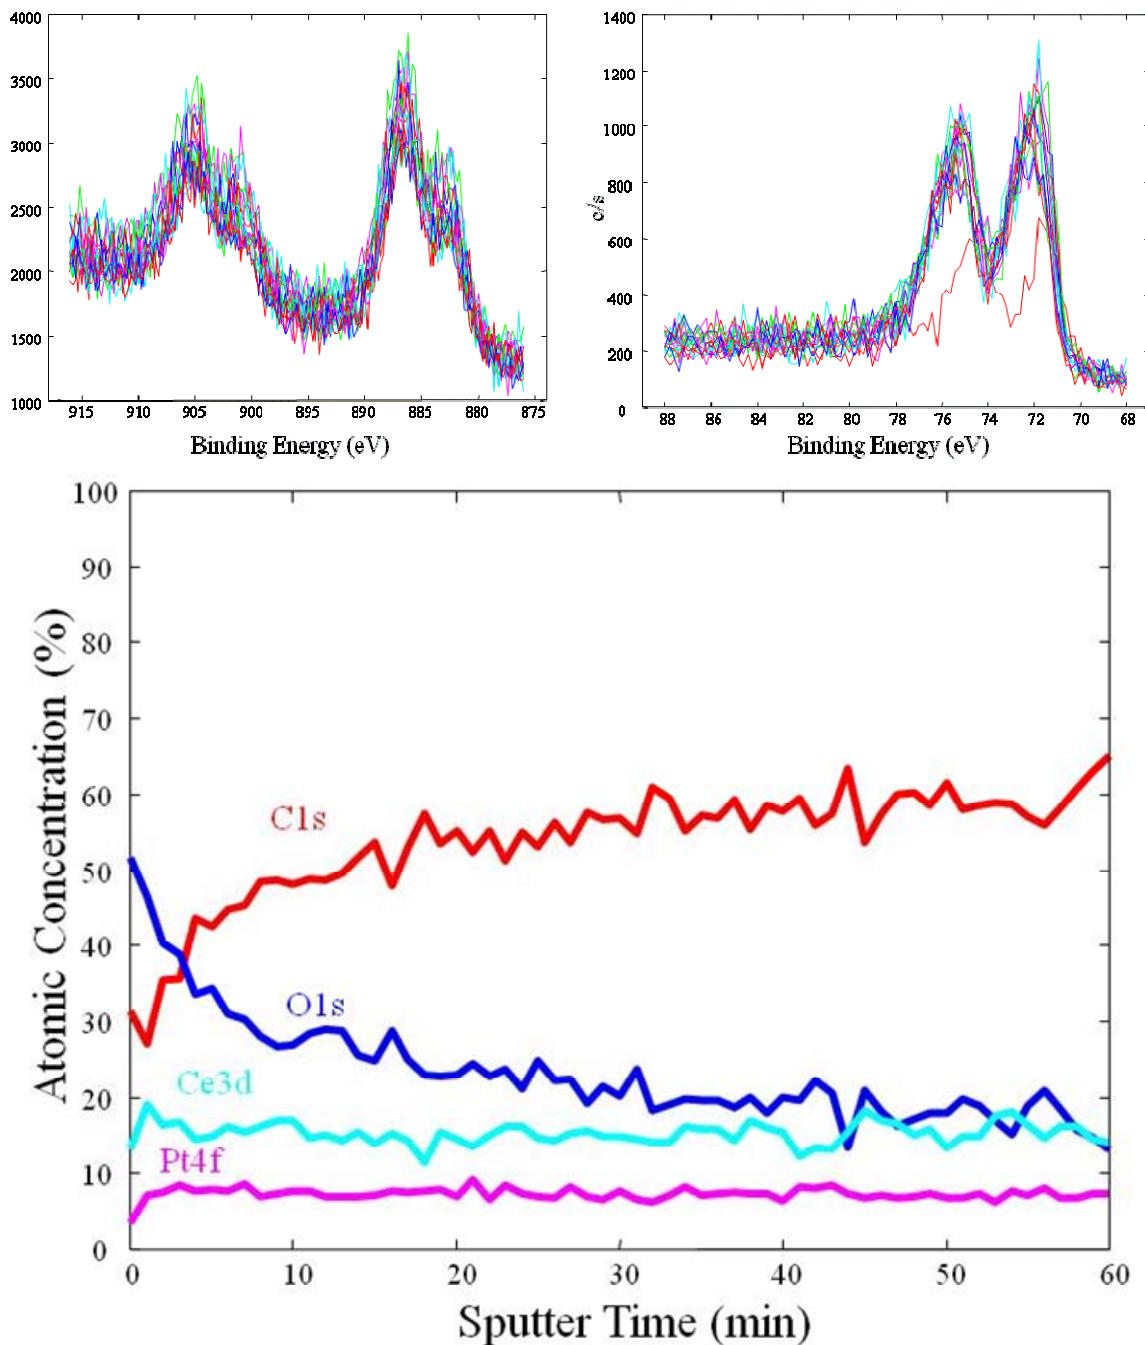 4000
3500
3000
2500
2000
1500
1000
915 910 905 900 895 890 885 880 875
Binding Energy (eV)
1400
1200
1000
800
600
400
200
0
c/s
88 86 84 82 80 78 76 74 72 70 68
Binding Energy (eV)
100
90
80
70
60
50
40
30
20
10
0
Atomic Concentration (%)
C1s
O1s
Ce3d
Pt4f
0 10 20 30 40 50 60
Sputter Time (min)